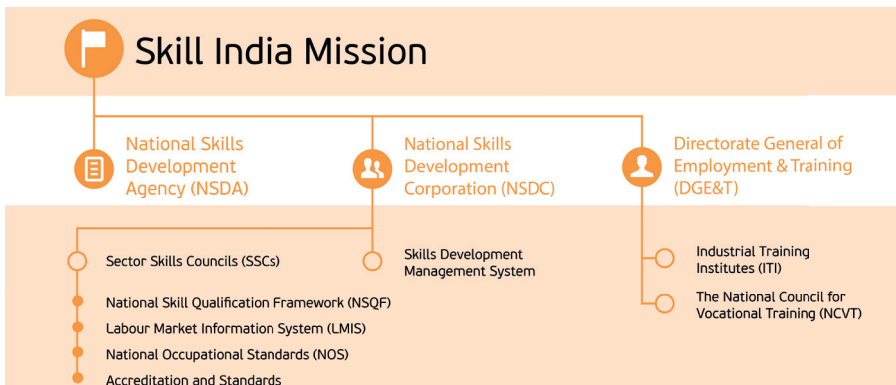 Skill India Mission
National Skills
Development
Agency (NSDA)
National Skills
Development
Corporation (NSDC)
Directorate General of
Employment & Training
(DGE&T)
Sector Skills Councils (SSCs)
National Skill Qualification Framework (NSQF)
Labour Market Information System (LMIS)
National Occupational Standards (NOS)
Accreditation and Standards
Skills Development
Management System
Industrial Training
Institutes (ITI)
The National Council for
Vocational Training (NCVT)